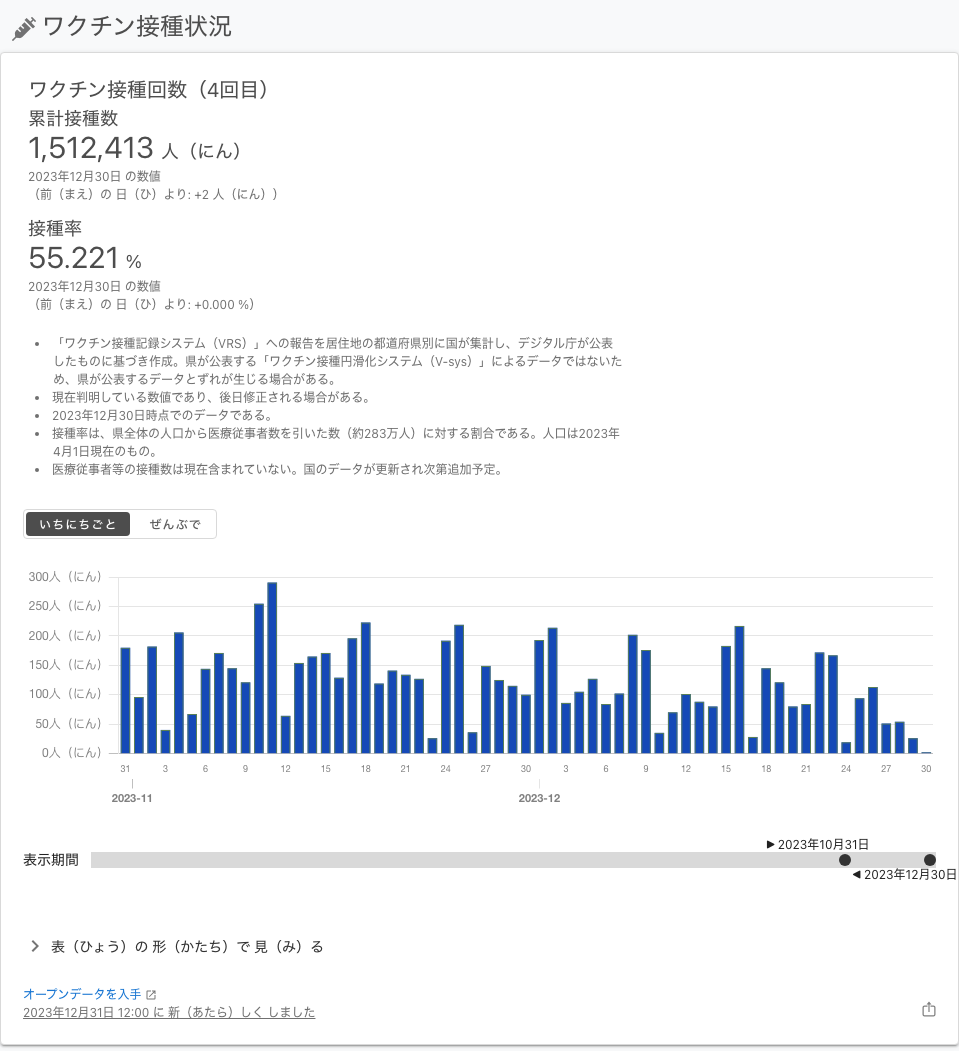 ワクチン接種状況
ワクチン接種回数（4回目）
累計接種数
1,512,413 人（にん）
2023年12月30日 の数値
（前（まえ）の 日（ひ）より: +2 人（にん））
接種率
55.221 %
2023年12月30日 の数値
（前（まえ）の 日（ひ）より: +0.000 %）
• 「ワクチン接種記録システム（VRS）」への報告を居住地の都道府県別に国が集計し、デジタル庁が公表
したものに基づき作成。県が公表する「ワクチン接種円滑化システム（V-sys）」によるデータではないた
め、県が公表するデータとずれが生じる場合がある。
• 現在判明している数値であり、後日修正される場合がある。
• 2023年12月30日時点でのデータである。
• 接種率は、県全体の人口から医療従事者数を引いた数（約283万人）に対する割合である。人口は2023年
4月1日現在のもの。
• 医療従事者等の接種数は現在含まれていない。国のデータが更新され次第追加予定。
いちにちごと ぜんぶで
300人（にん）
250人（にん）
200人（にん）
150人（にん）
100人（にん）
50人（にん）
0人（にん）
31 3 6 9 12 15 18 21 24 27 30 3 6 9 12 15 18 21 24 27 30
2023-11 2023-12
▶ 2023年10月31日
表示期間
◀ 2023年12月30日
表（ひょう）の 形（かたち）で 見（み）る
オープンデータを入手
2023年12月31日 12:00 に 新（あたら）しく しました